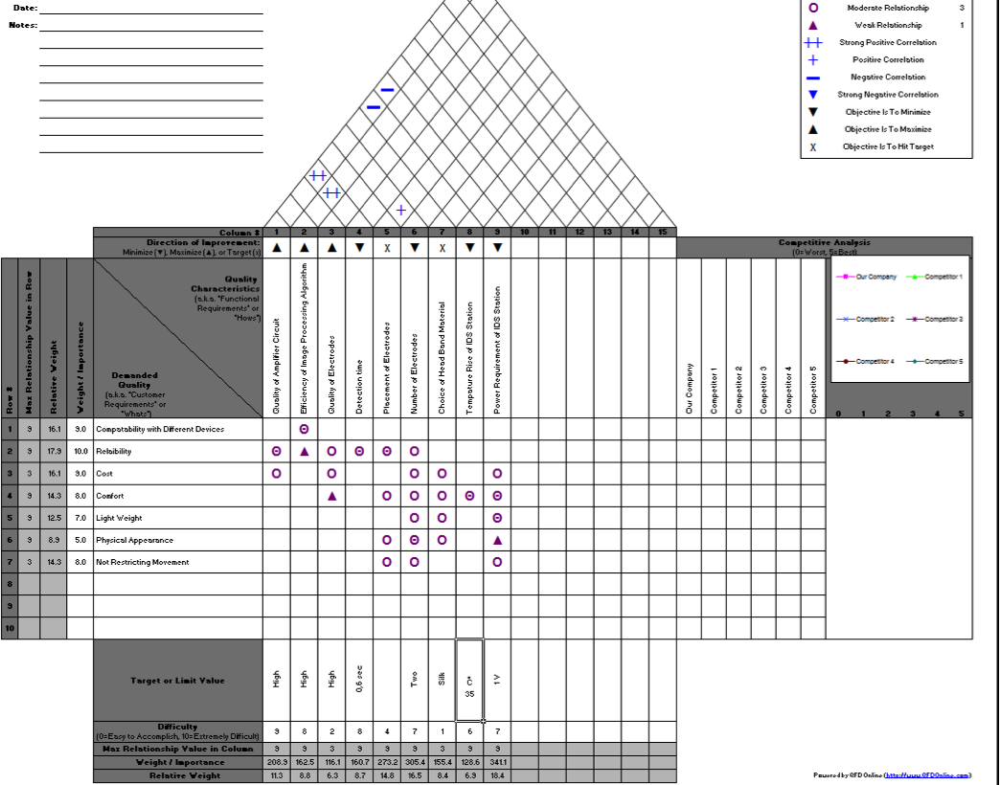 Date:
Notes:
Moderate Relationship 3
Weak Relationship 1
Strong Positive Correlation
Positive Correlation
Negative Correlation
Strong Negative Correlation
Objective Is To Minimize
Objective Is To Maximize
X Objective Is To Hit Target
Column # 1 2 3 4 5 6 7 8 9 10 11 12 13 14 15
Direction of Improvement:
Minimize (▼), Maximize (▲), or Target (x)
▲ ▲ ▲ ▼ X ▼ X ▼ ▼
Competitive Analysis
(0=Worst, 5=Best)
Row #
Max Relationship Value in Row
Relative Weight
Weight / Importance
Quality
Characteristics
(a.k.a. "Functional
Requirements" or
"Hows")
Demanded
Quality
(a.k.a. "Customer
Requirements" or
"Whats")
Quality of Amplifier Circuit
Efficiency of Image Processing Algorithm
Quality of Electrodes
Detection time
Placement of Electrodes
Number of Electrodes
Choice of Head Band Material
Tempature Rise of IDS Station
Power Requirement of IDS Station
Our Company
Competitor 1
Competitor 2
Competitor 3
Competitor 4
Competitor 5
Our Company Competitor 1
Competitor 2 Competitor 3
Competitor 4 Competitor 5
0 1 2 3 4 5
1 9 16.1 9.0 Compatability with Different Devices
2 9 17.9 10.0 Relaibility
3 3 16.1 9.0 Cost
4 9 14.3 8.0 Comfort
5 9 12.5 7.0 Light Weight
6 9 8.9 5.0 Physical Appearance
7 3 14.3 8.0 Not Restricting Movement
8
9
10
Target or Limit Value
High
High
High
0,6 sec
Two
Silk
C*
35
1 V
Difficulty
(0=Easy to Accomplish, 10=Extremely Difficult)
9 8 2 8 4 7 1 6 7
Max Relationship Value in Column 9 9 3 9 9 9 3 9 9
Weight / Importance 208.9 162.5 116.1 160.7 273.2 305.4 155.4 128.6 341.1
Relative Weight 11.3 8.8 6.3 8.7 14.8 16.5 8.4 6.9 18.4
Powered by QFD Online (http://www.QFDOnline.com)